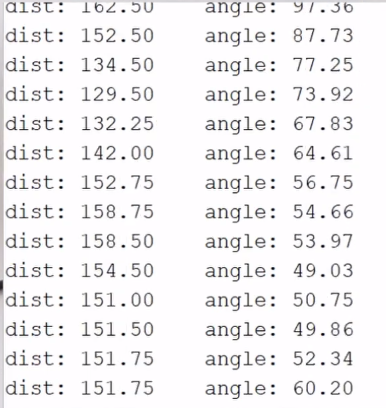 dist: 162.50 angle: 97.36
dist: 152.50 angle: 87.73
dist: 134.50 angle: 77.25
dist: 129.50 angle: 73.92
dist: 132.25 angle: 67.83
dist: 142.00 angle: 64.61
dist: 152.75 angle: 56.75
dist: 158.75 angle: 54.66
dist: 158.50 angle: 53.97
dist: 154.50 angle: 49.03
dist: 151.00 angle: 50.75
dist: 151.50 angle: 49.86
dist: 151.75 angle: 52.34
dist: 151.75 angle: 60.20